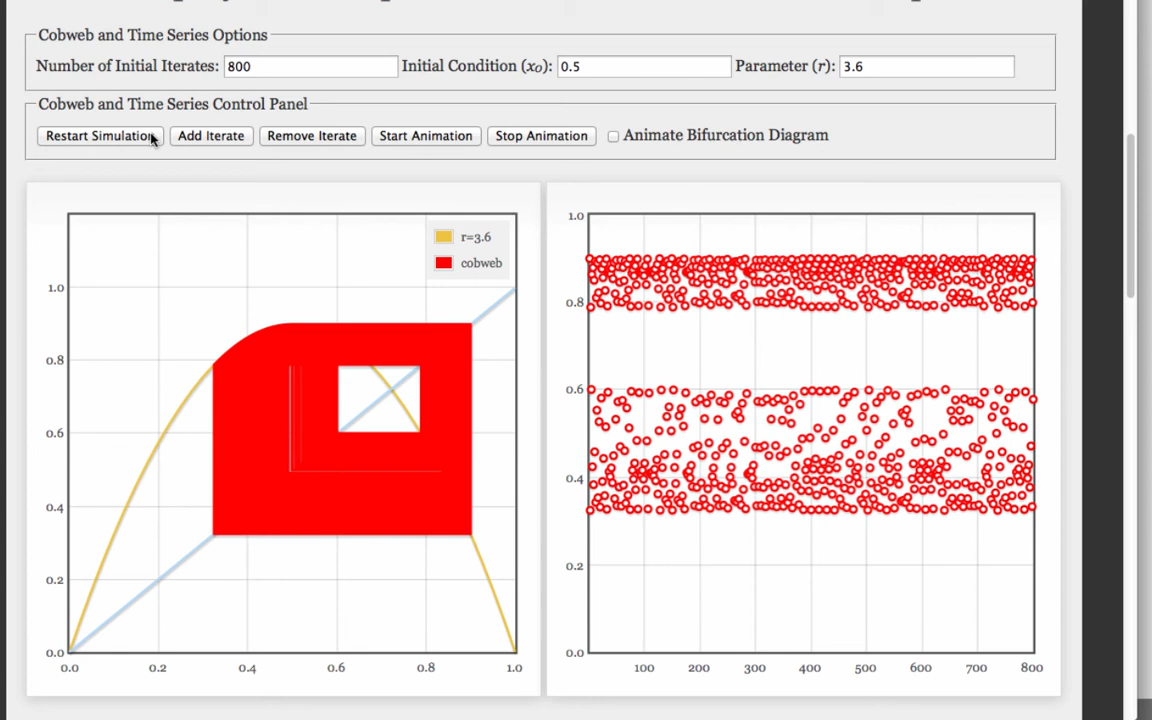 Cobweb and Time Series Options
Number of Initial Iterates: 800 Initial Condition (x₀): 0.5 Parameter (r): 3.6
Cobweb and Time Series Control Panel
Restart Simulation Add Iterate Remove Iterate Start Animation Stop Animation Animate Bifurcation Diagram
r=3.6
cobweb
1.0
0.8
0.6
0.4
0.2
0.0
0.0 0.2 0.4 0.6 0.8 1.0
1.0
0.8
0.6
0.4
0.2
0.0
100 200 300 400 500 600 700 800